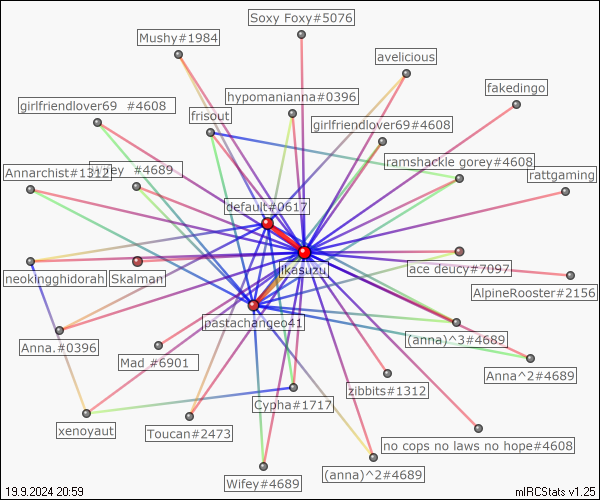 Soxy Foxy#5076
Mushy#1984
avelicious
fakedingo
hypomanianna#0396
girlfriendlover69 #4608
frisout
girlfriendlover69#4608
ramshackle gorey#4608
Annarchist#1312
#4689
rattgaming
default#0617
jikasuzu
ace deucy#7097
neokingghidorah
Skalman
AlpineRooster#2156
pastachangeo41
(anna)^3#4689
Anna.#0396
Mad #6901
Anna^2#4689
zibbits#1312
Cypha#1717
xenoyaut
Toucan#2473
no cops no laws no hope#4608
(anna)^2#4689
Wifey#4689
19.9.2024 20:59
mIRCStats v1.25